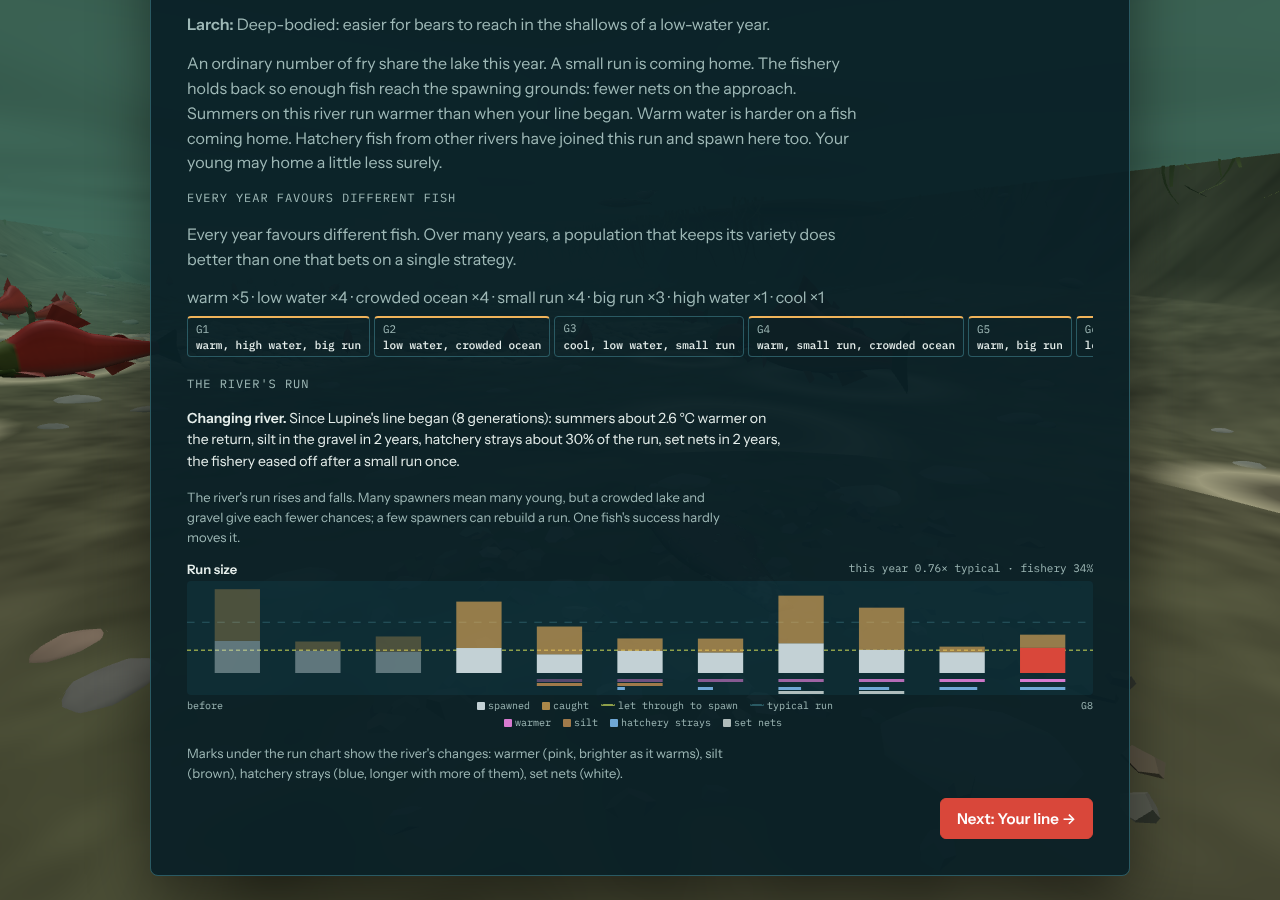 Larch: Deep-bodied: easier for bears to reach in the shallows of a low-water year.
An ordinary number of fry share the lake this year. A small run is coming home. The fishery
holds back so enough fish reach the spawning grounds: fewer nets on the approach.
Summers on this river run warmer than when your line began. Warm water is harder on a fish
coming home. Hatchery fish from other rivers have joined this run and spawn here too. Your
young may home a little less surely.
EVERY YEAR FAVOURS DIFFERENT FISH
Every year favours different fish. Over many years, a population that keeps its variety does
better than one that bets on a single strategy.
warm ×5 · low water ×4 · crowded ocean ×4 · small run ×4 · big run ×3 · high water ×1 · cool ×1
G1
warm, high water, big run
G2
low water, crowded ocean
G3
cool, low water, small run
G4
warm, small run, crowded ocean
G5
warm, big run
THE RIVER'S RUN
Changing river. Since Lupine's line began (8 generations): summers about 2.6 °C warmer on
the return, silt in the gravel in 2 years, hatchery strays about 30% of the run, set nets in 2 years,
the fishery eased off after a small run once.
The river's run rises and falls. Many spawners mean many young, but a crowded lake and
gravel give each fewer chances; a few spawners can rebuild a run. One fish's success hardly
moves it.
Run size
this year 0.76× typical · fishery 34%
before
spawned caught let through to spawn typical run
G8
warmer silt hatchery strays set nets
Marks under the run chart show the river's changes: warmer (pink, brighter as it warms), silt
(brown), hatchery strays (blue, longer with more of them), set nets (white).
Next: Your line →